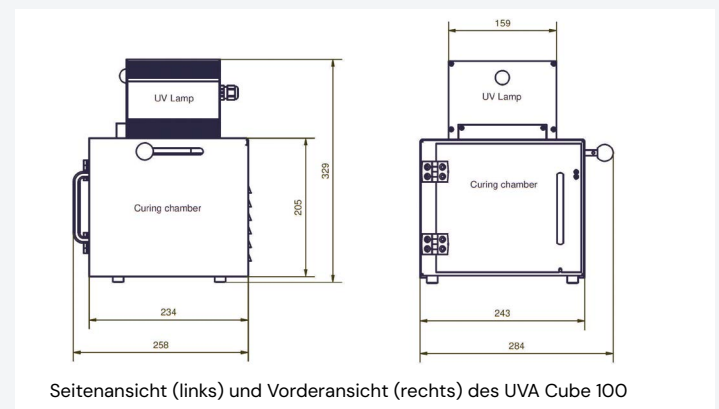 159
UV Lamp
UV Lamp
329
205
Curing chamber
Curing chamber
234
243
258
284
Seitenansicht (links) und Vorderansicht (rechts) des UVA Cube 100